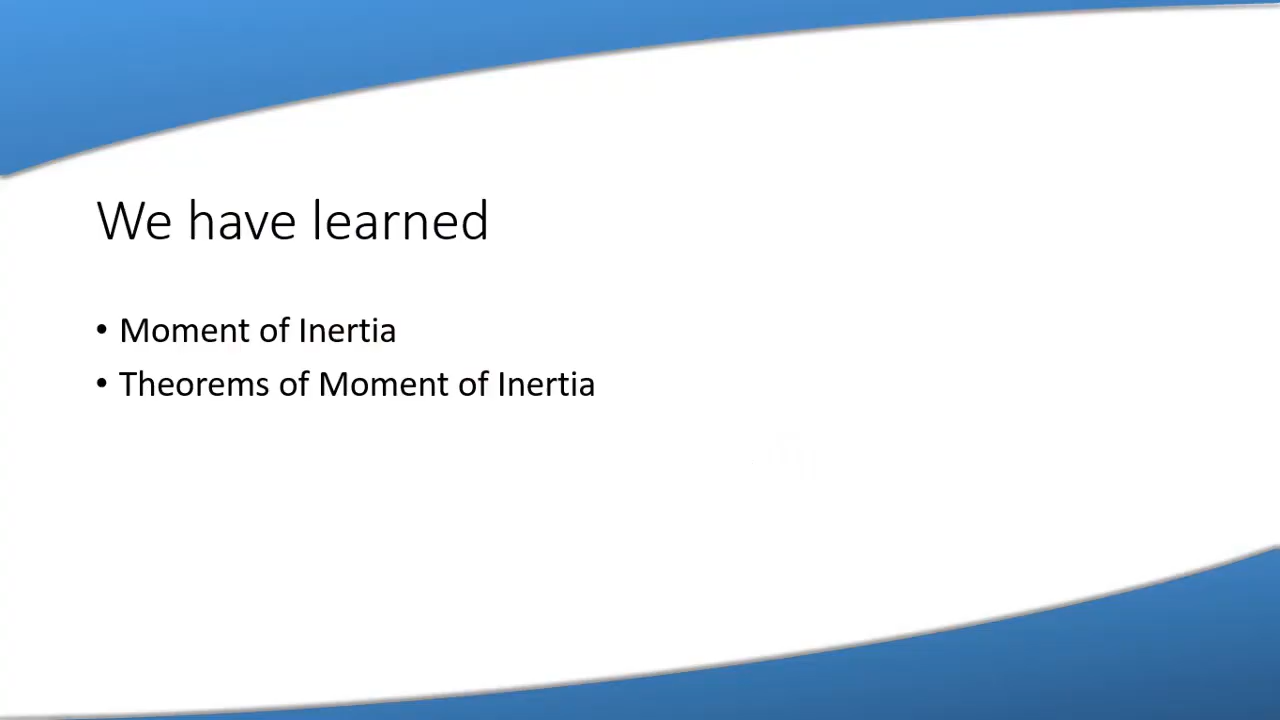 We have learned
• Moment of Inertia
• Theorems of Moment of Inertia